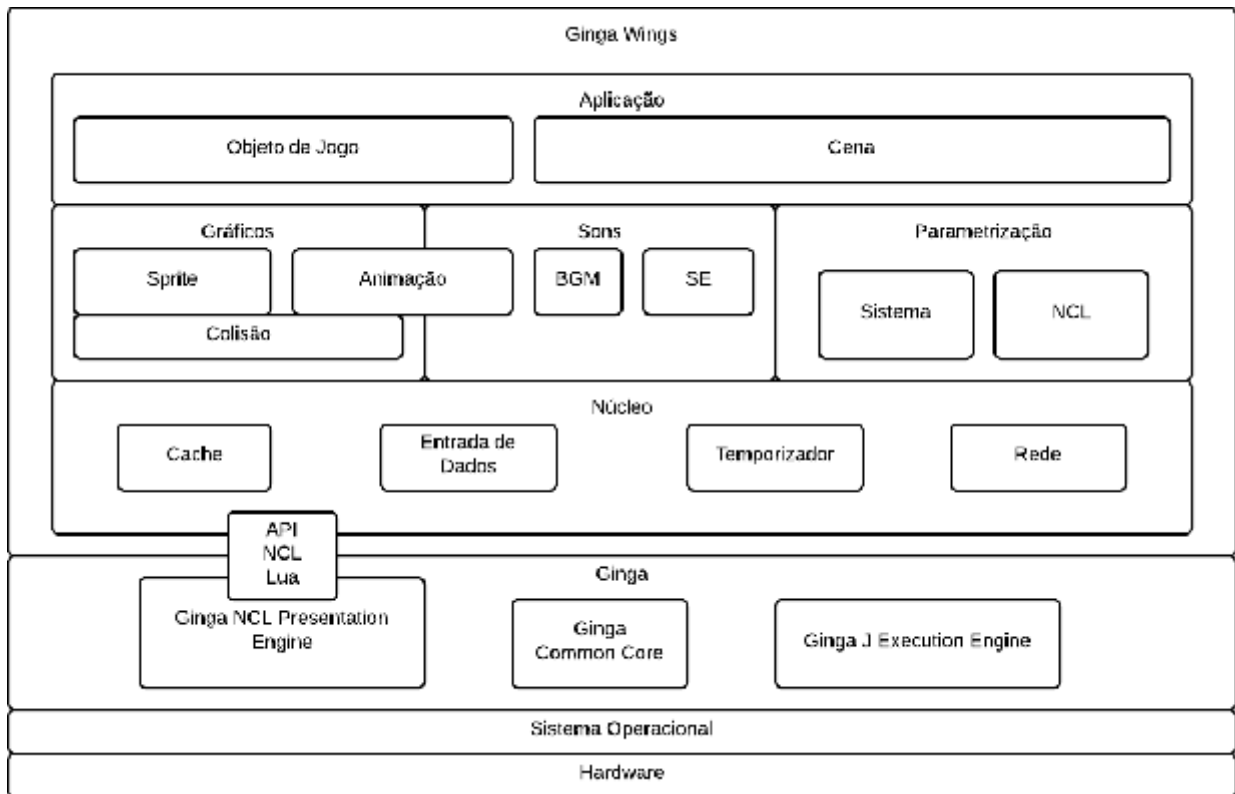 Ginga Wings
Aplicação
Objeto de Jogo
Cena
Gráficos
Sprite
Animação
Colisão
Sons
BGM
SE
Parametrização
Sistema
NCL
Núcleo
Cache
Entrada de
Dados
Temporizador
Rede
API
NCL
Lua
Ginga
Ginga NCL Presentation
Engine
Ginga
Common Core
Ginga J Execution Engine
Sistema Operacional
Hardware